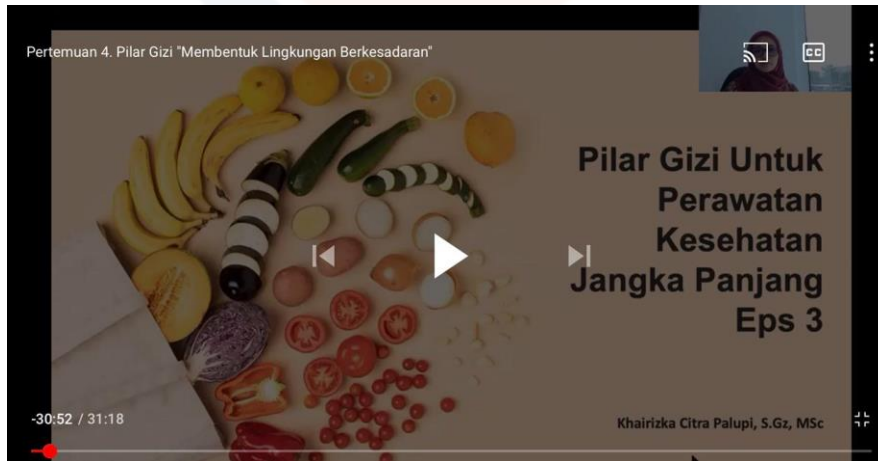 Pertemuan 4. Pilar Gizi "Membentuk Lingkungan Berkesadaran"
CC
Pilar Gizi Untuk
Perawatan
Kesehatan
Jangka Panjang
Eps 3
-30:52 / 31:18
Khairizka Citra Palupi, S.Gz, MSc